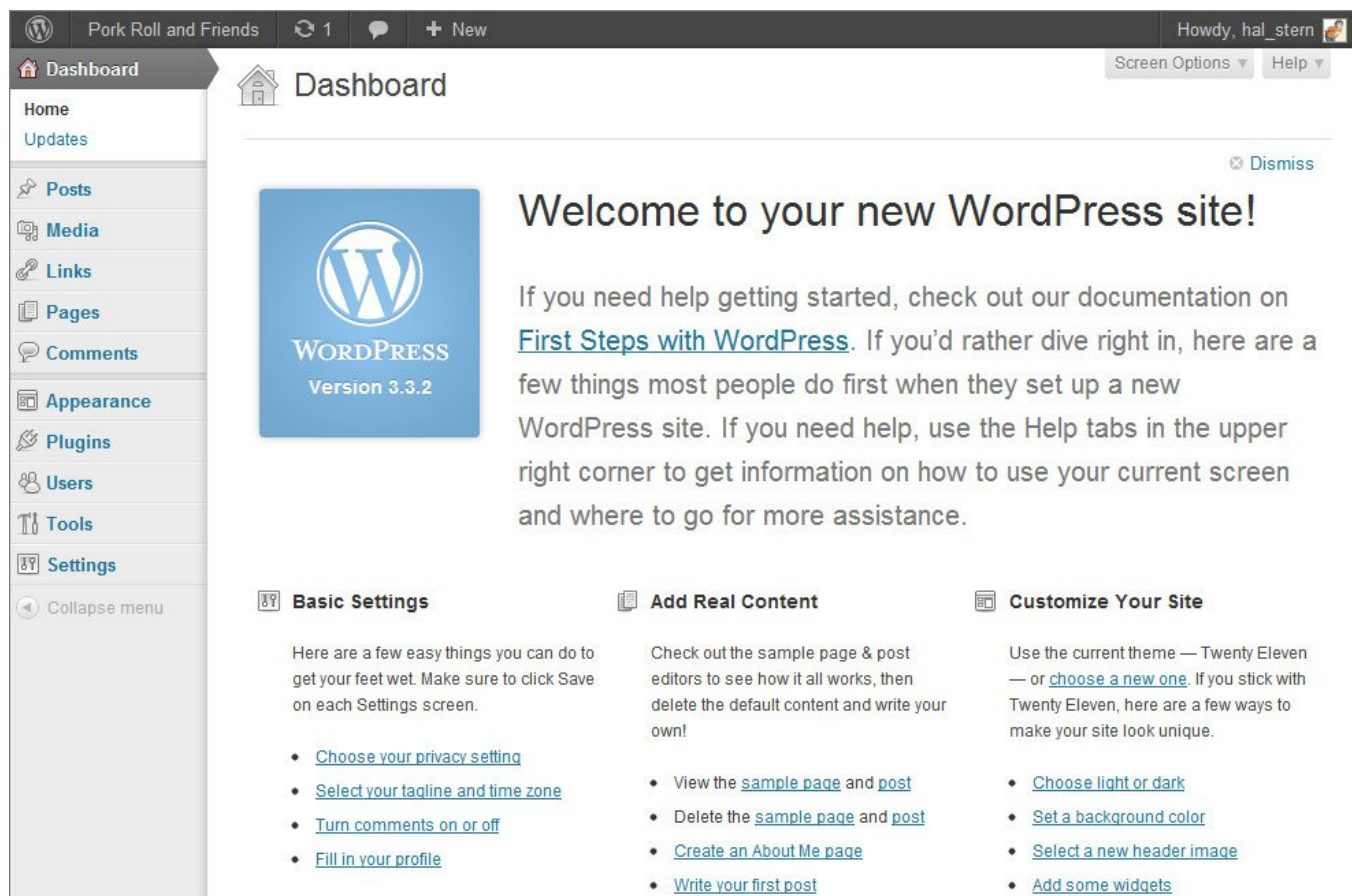 Pork Roll and Friends 1 + New Howdy, hal_stern
Dashboard
Home
Updates
Posts
Media
Links
Pages
Comments
Appearance
Plugins
Users
Tools
Settings
Collapse menu
Screen Options Help
Dashboard
Dismiss
WORDPRESS
Version 3.3.2
Welcome to your new WordPress site!
If you need help getting started, check out our documentation on
First Steps with WordPress. If you’d rather dive right in, here are a
few things most people do first when they set up a new
WordPress site. If you need help, use the Help tabs in the upper
right corner to get information on how to use your current screen
and where to go for more assistance.
Basic Settings
Here are a few easy things you can do to
get your feet wet. Make sure to click Save
on each Settings screen.
• Choose your privacy setting
• Select your tagline and time zone
• Turn comments on or off
• Fill in your profile
Add Real Content
Check out the sample page & post
editors to see how it all works, then
delete the default content and write your
own!
• View the sample page and post
• Delete the sample page and post
• Create an About Me page
• Write your first post
Customize Your Site
Use the current theme — Twenty Eleven
— or choose a new one. If you stick with
Twenty Eleven, here are a few ways to
make your site look unique.
• Choose light or dark
• Set a background color
• Select a new header image
• Add some widgets